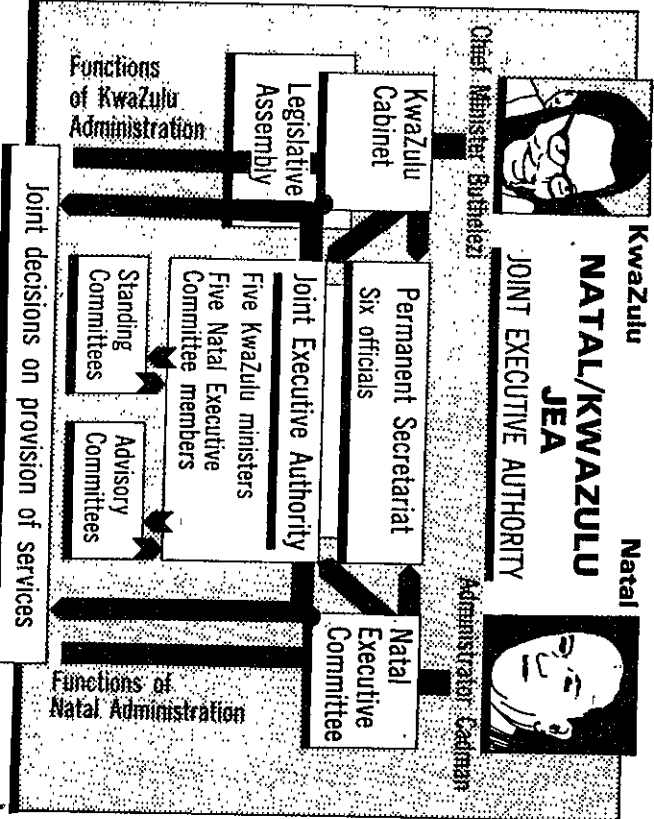 KwaZulu
Natal
NATAL/KWAZULU
JEA
JOINT EXECUTIVE AUTHORITY
Chief Minister Buthelezi
Administrator Cadman
KwaZulu
Cabinet
Legislative
Assembly
Permanent Secretariat
Six officials
Natal
Executive
Committee
Joint Executive Authority
Five KwaZulu ministers
Five Natal Executive
Committee members
Standing
Committees
Advisory
Committees
Functions
of KwaZulu
Administration
Functions of
Natal Administration
Joint decisions on provision of services